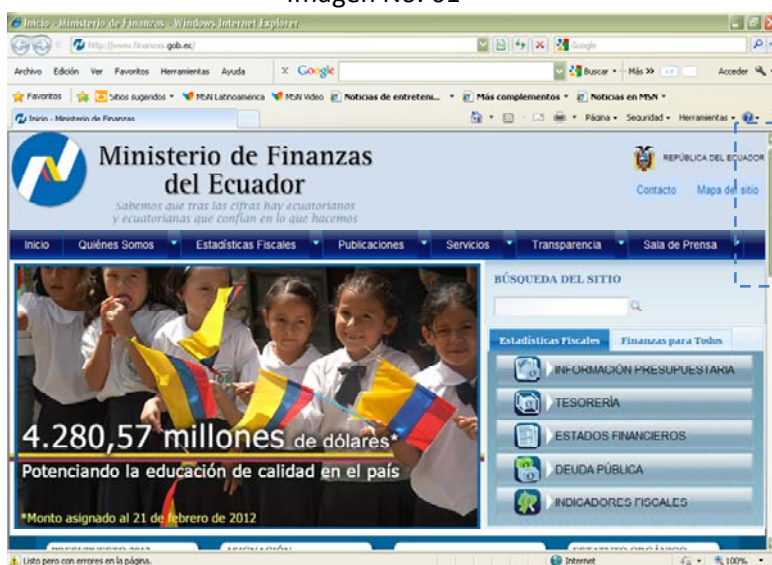 Imagen No. 01
Inicio - Ministerio de Finanzas - Windows Internet Explorer
http://www.finanzas.gob.ec/
Google
Archivo Edición Ver Favoritos Herramientas Ayuda
x Google
Buscar
Más >>
Acceder
Favoritos
Sitios sugeridos
MSN Latinoamérica
MSN Video
Noticias de entreteni...
Más complementos
Noticias en MSN
Inicio - Ministerio de Finanzas
Página
Seguridad
Herramientas
Ministerio de Finanzas
del Ecuador
Sabemos que tras las cifras hay ecuatorianos
y ecuatorianas que confían en lo que hacemos
REPÚBLICA DEL ECUADOR
Contacto Mapa del sitio
Inicio Quiénes Somos Estadísticas Fiscales Publicaciones Servicios Transparencia Sala de Prensa
BÚSQUEDA DEL SITIO
Estadísticas Fiscales Finanzas para Todos
INFORMACIÓN PRESUPUESTARIA
TESORERÍA
ESTADOS FINANCIEROS
DEUDA PÚBLICA
INDICADORES FISCALES
4.280,57 millones de dólares*
Potenciando la educación de calidad en el país
*Monto asignado al 21 de febrero de 2012
Listo pero con errores en la página.
Internet
100%